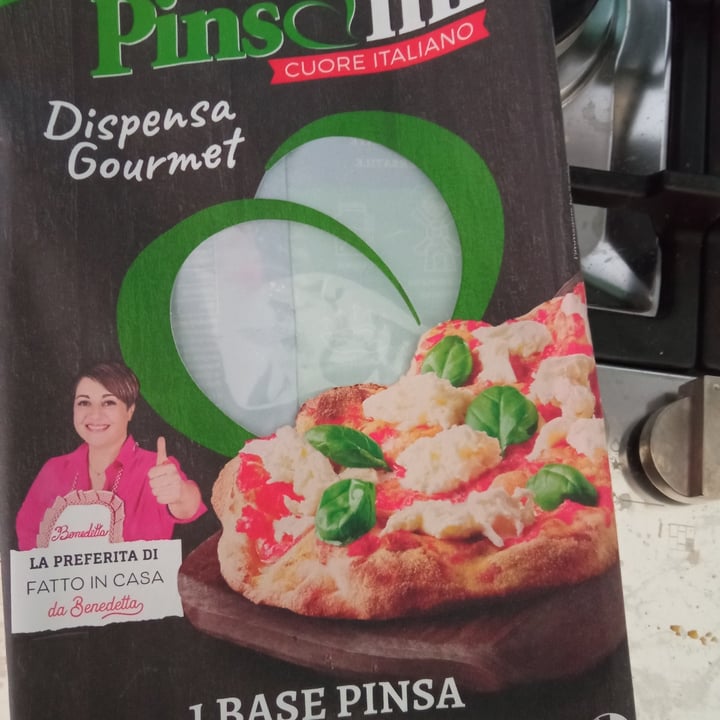 CUORE ITALIANO
Dispensa
Gourmet
Benedetta
LA PREFERITA DI
FATTO IN CASA
da Benedetta
1 BASE PINSA